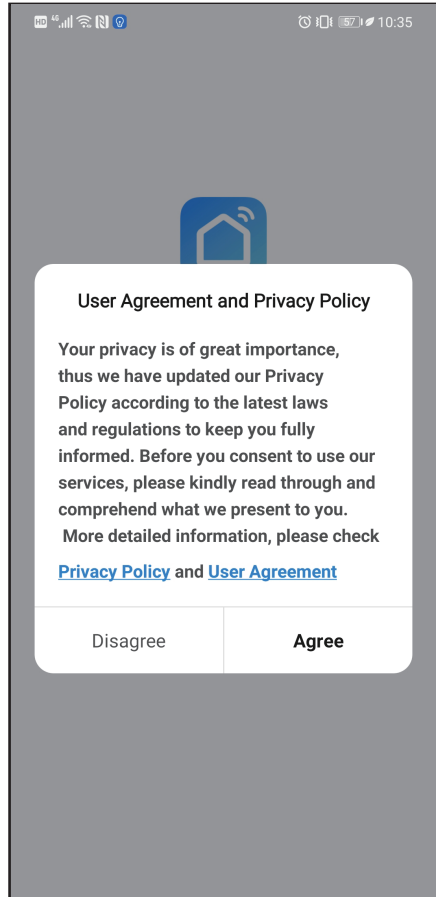 HD 4G 57 10:35
User Agreement and Privacy Policy
Your privacy is of great importance,
thus we have updated our Privacy
Policy according to the latest laws
and regulations to keep you fully
informed. Before you consent to use our
services, please kindly read through and
comprehend what we present to you.
More detailed information, please check
Privacy Policy and User Agreement
Disagree Agree